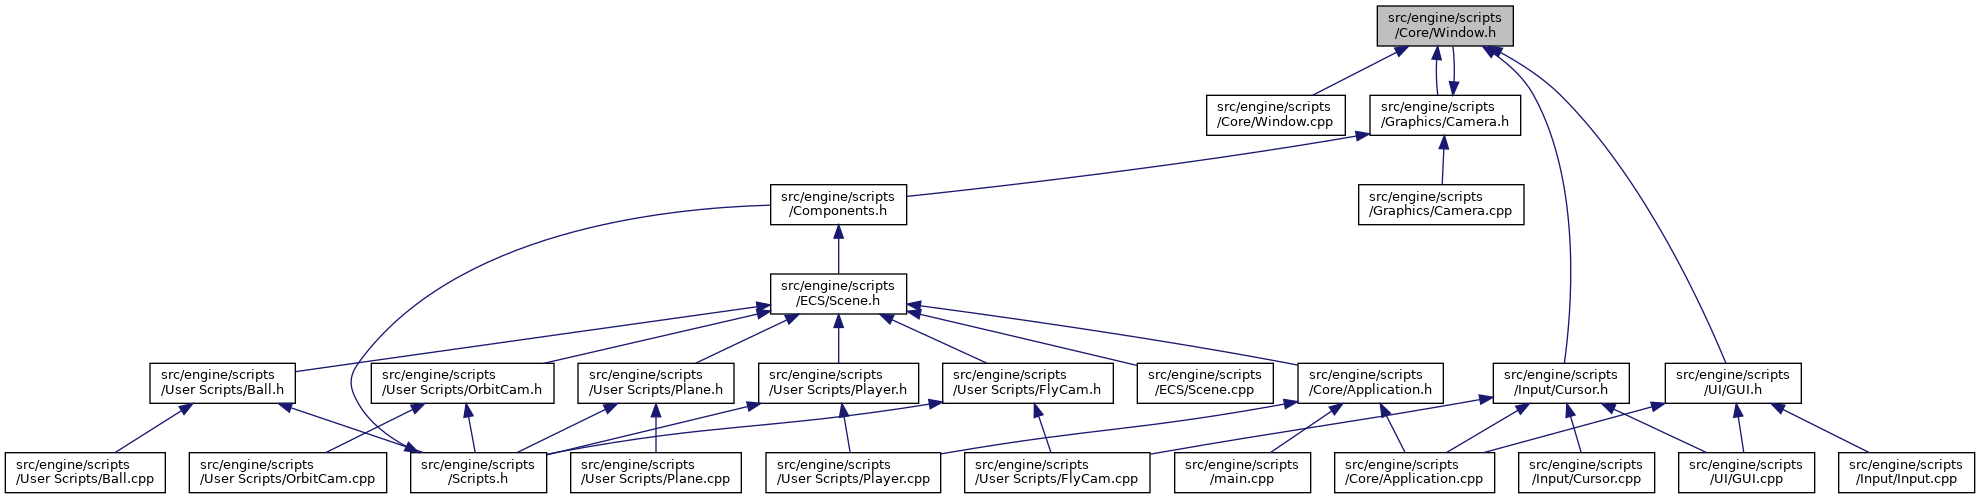 src/engine/scripts
/Core/Window.h
src/engine/scripts
/Core/Window.cpp
src/engine/scripts
/Graphics/Camera.h
src/engine/scripts
/Components.h
src/engine/scripts
/Graphics/Camera.cpp
src/engine/scripts
/ECS/Scene.h
src/engine/scripts
/User Scripts/Ball.h
src/engine/scripts
/User Scripts/OrbitCam.h
src/engine/scripts
/User Scripts/Plane.h
src/engine/scripts
/User Scripts/Player.h
src/engine/scripts
/User Scripts/FlyCam.h
src/engine/scripts
/ECS/Scene.cpp
src/engine/scripts
/Core/Application.h
src/engine/scripts
/Input/Cursor.h
src/engine/scripts
/UI/GUI.h
src/engine/scripts
/User Scripts/Ball.cpp
src/engine/scripts
/User Scripts/OrbitCam.cpp
src/engine/scripts
/Scripts.h
src/engine/scripts
/User Scripts/Plane.cpp
src/engine/scripts
/User Scripts/Player.cpp
src/engine/scripts
/User Scripts/FlyCam.cpp
src/engine/scripts
/main.cpp
src/engine/scripts
/Core/Application.cpp
src/engine/scripts
/Input/Cursor.cpp
src/engine/scripts
/UI/GUI.cpp
src/engine/scripts
/Input/Input.cpp